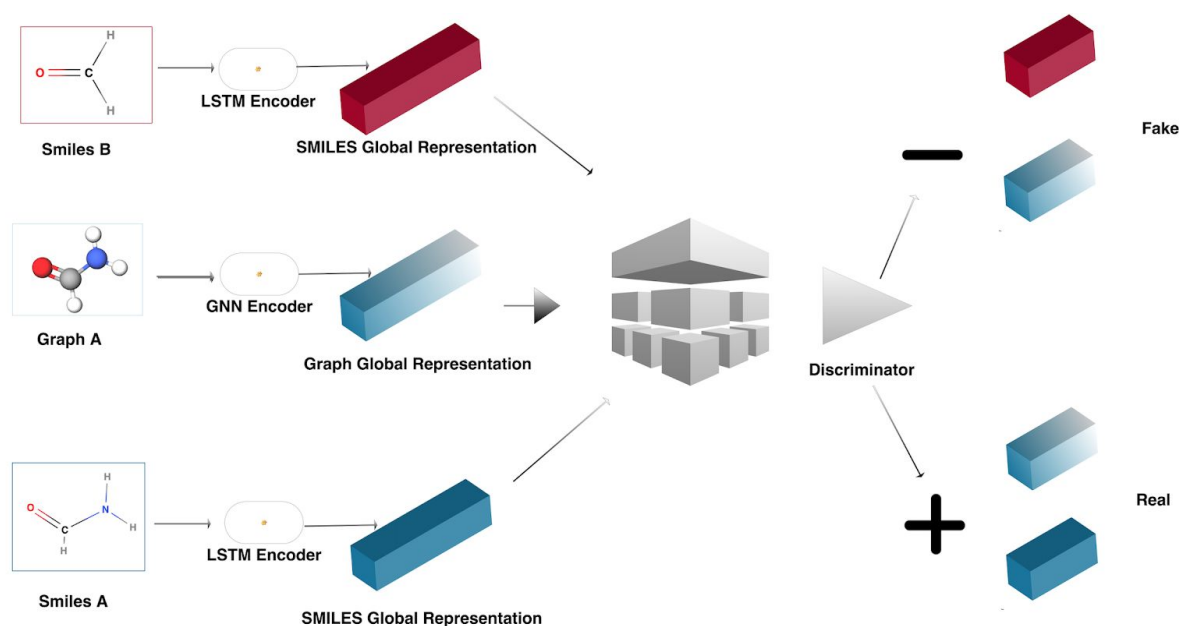 H
O
C
H
LSTM Encoder
Smiles B
SMILES Global Representation
Fake
GNN Encoder
Graph A
Graph Global Representation
Discriminator
H
O
N
C
H
H
LSTM Encoder
Smiles A
SMILES Global Representation
Real